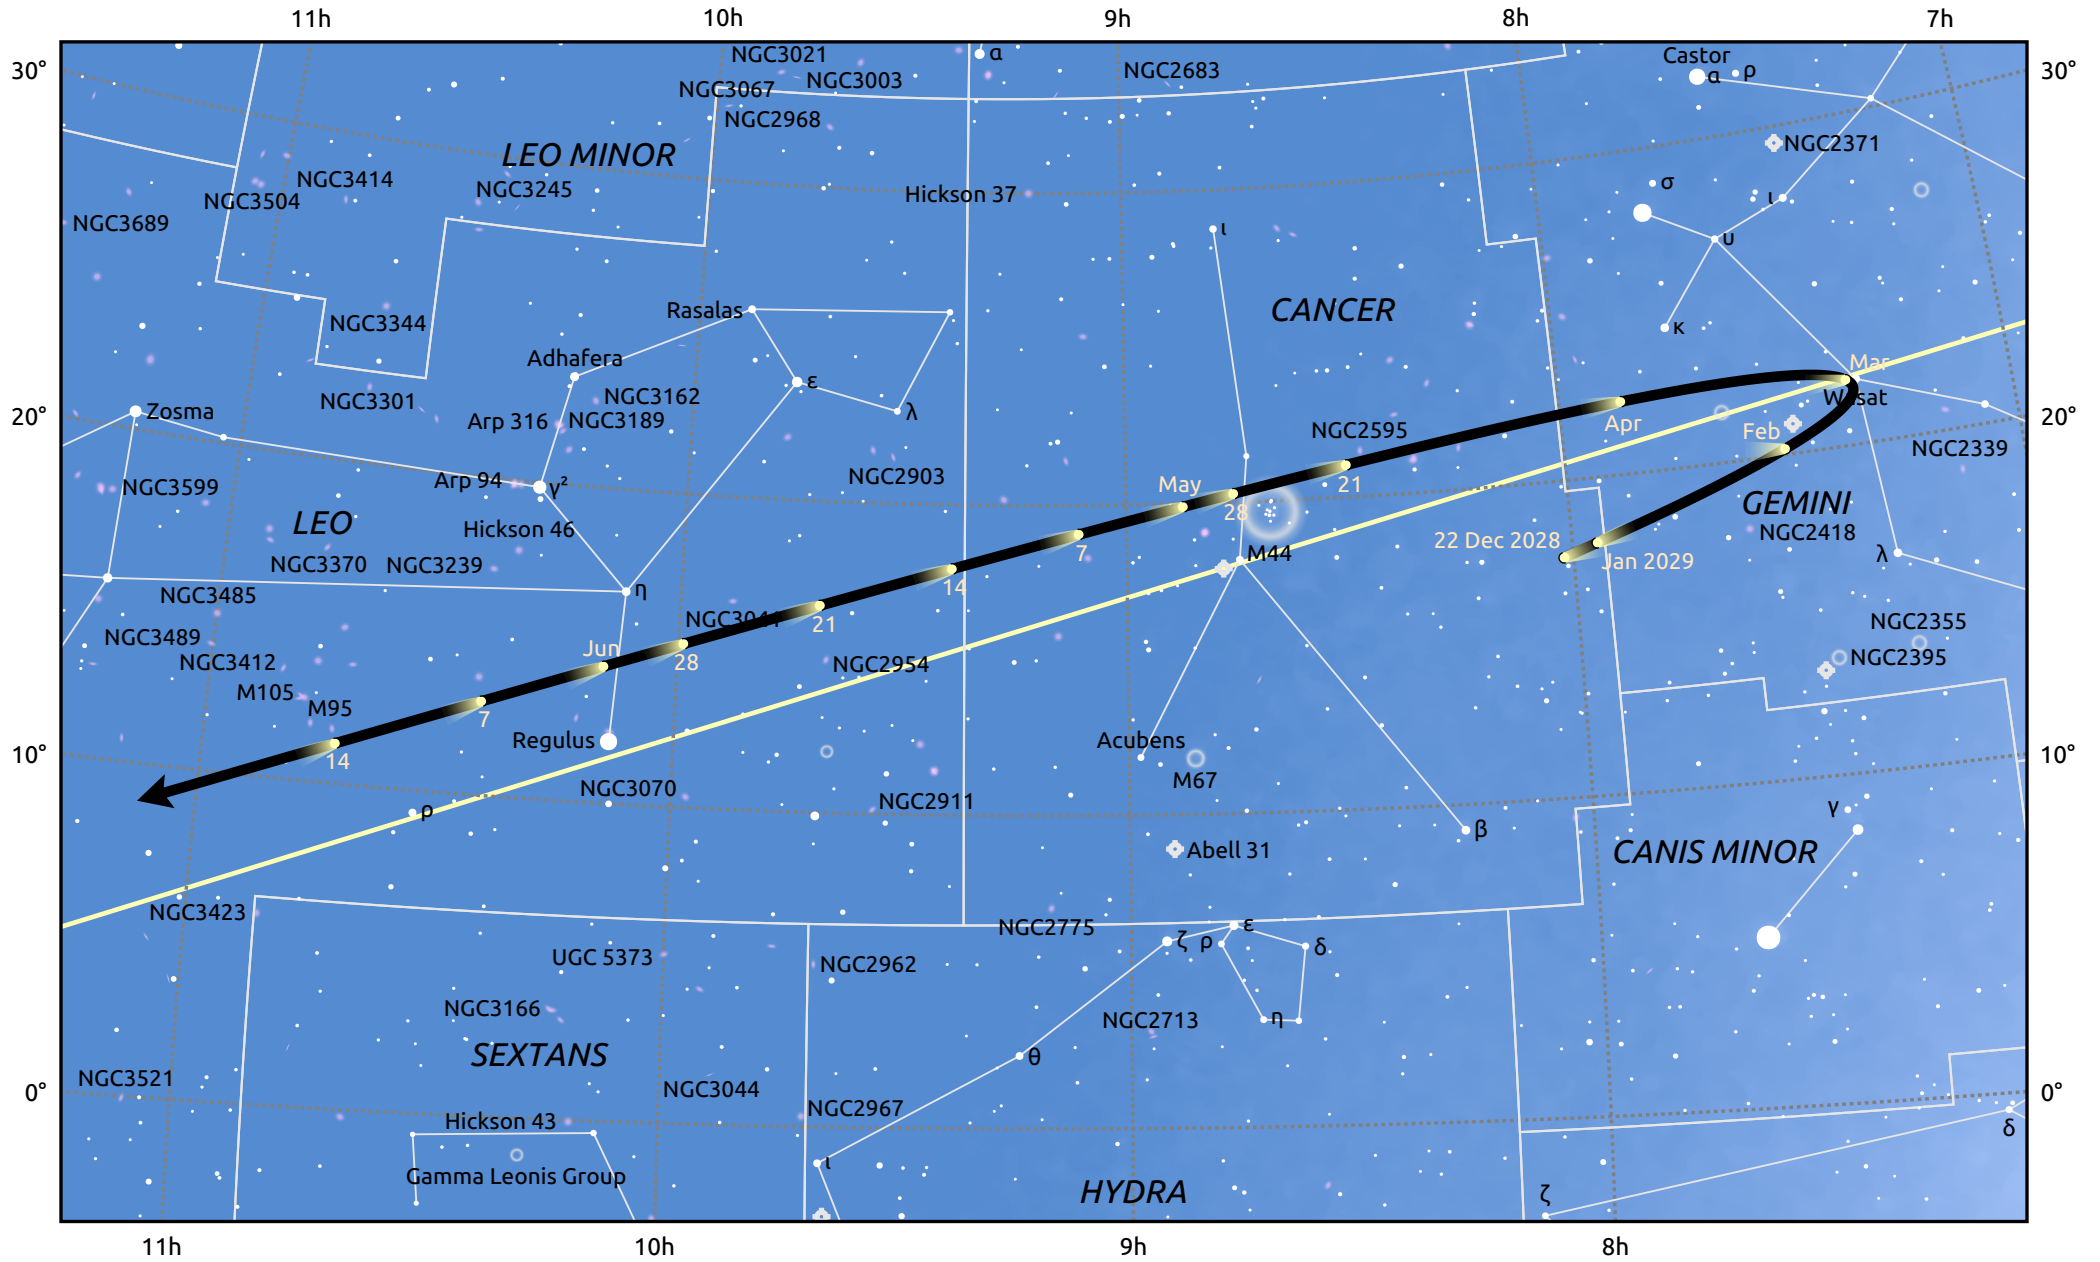 11h 10h 9h 8h 7h
NGC3021 α Castor
30° NGC3003 NGC2683 α ρ 30°
NGC3067
NGC2968
LEO MINOR NGC2371
NGC3414 NGC3245 σ
NGC3504 Hickson 37 ι
NGC3689 ι υ
CANCER
Rasalas
NGC3344 κ
Adhafera Mar
ε
NGC3301 NGC3162 Wasat
20° Zosma Arp 316 NGC3189 λ Apr 20°
NGC2595 Feb
NGC2339
Arp 94 NGC2903
NGC3599 γ² May 21
LEO 28 GEMINI
Hickson 46 NGC2418
22 Dec 2028
7 M44 λ
NGC3370 NGC3239 Jan 2029
14
NGC3485 η
NGC3044 21 NGC2355
NGC3489 Jun
NGC3412 28 NGC2954 NGC2395
M105
M95 7
Regulus Acubens
10° 14 10°
NGC3070 M67
NGC2911
ρ γ
β
Abell 31 CANIS MINOR
NGC3423
NGC2775 ε
ζ ρ δ
UGC 5373 NGC2962
NGC3166 NGC2713 η
SEXTANS θ
NGC3521 NGC3044
0° 0°
NGC2967
Hickson 43 δ
ι
Gamma Leonis Group HYDRA ζ
11h 10h 9h 8h